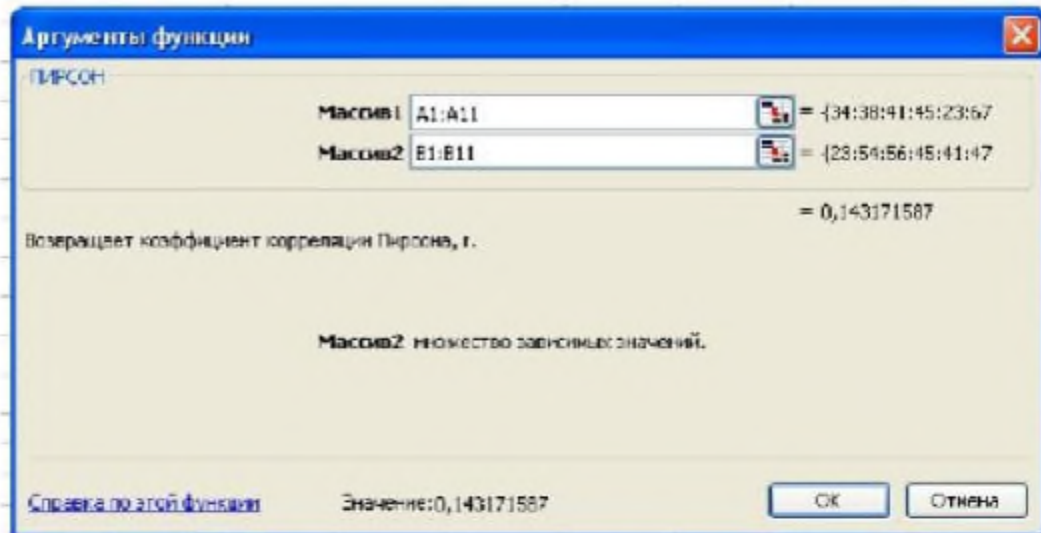 Аргументы функции
ПИРСОН
Массив1 A1:A11 = {34:38:41:45:23:67
Массив2 B1:B11 = {23:54:56:45:41:47
= 0,143171587
Возвращает коэффициент корреляции Пирсона, r.
Массив2 множество зависимых значений.
Справка по этой функции Значение:0,143171587 ОК Отмена